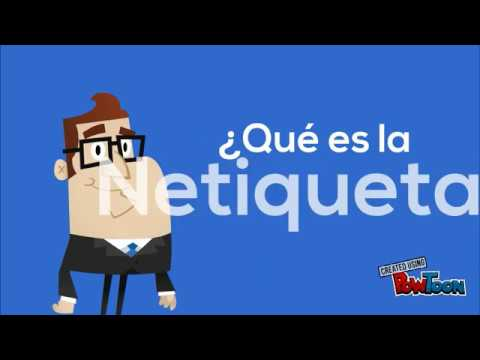 ¿Qué es la
Netiqueta
CREATED USING
POWTOON